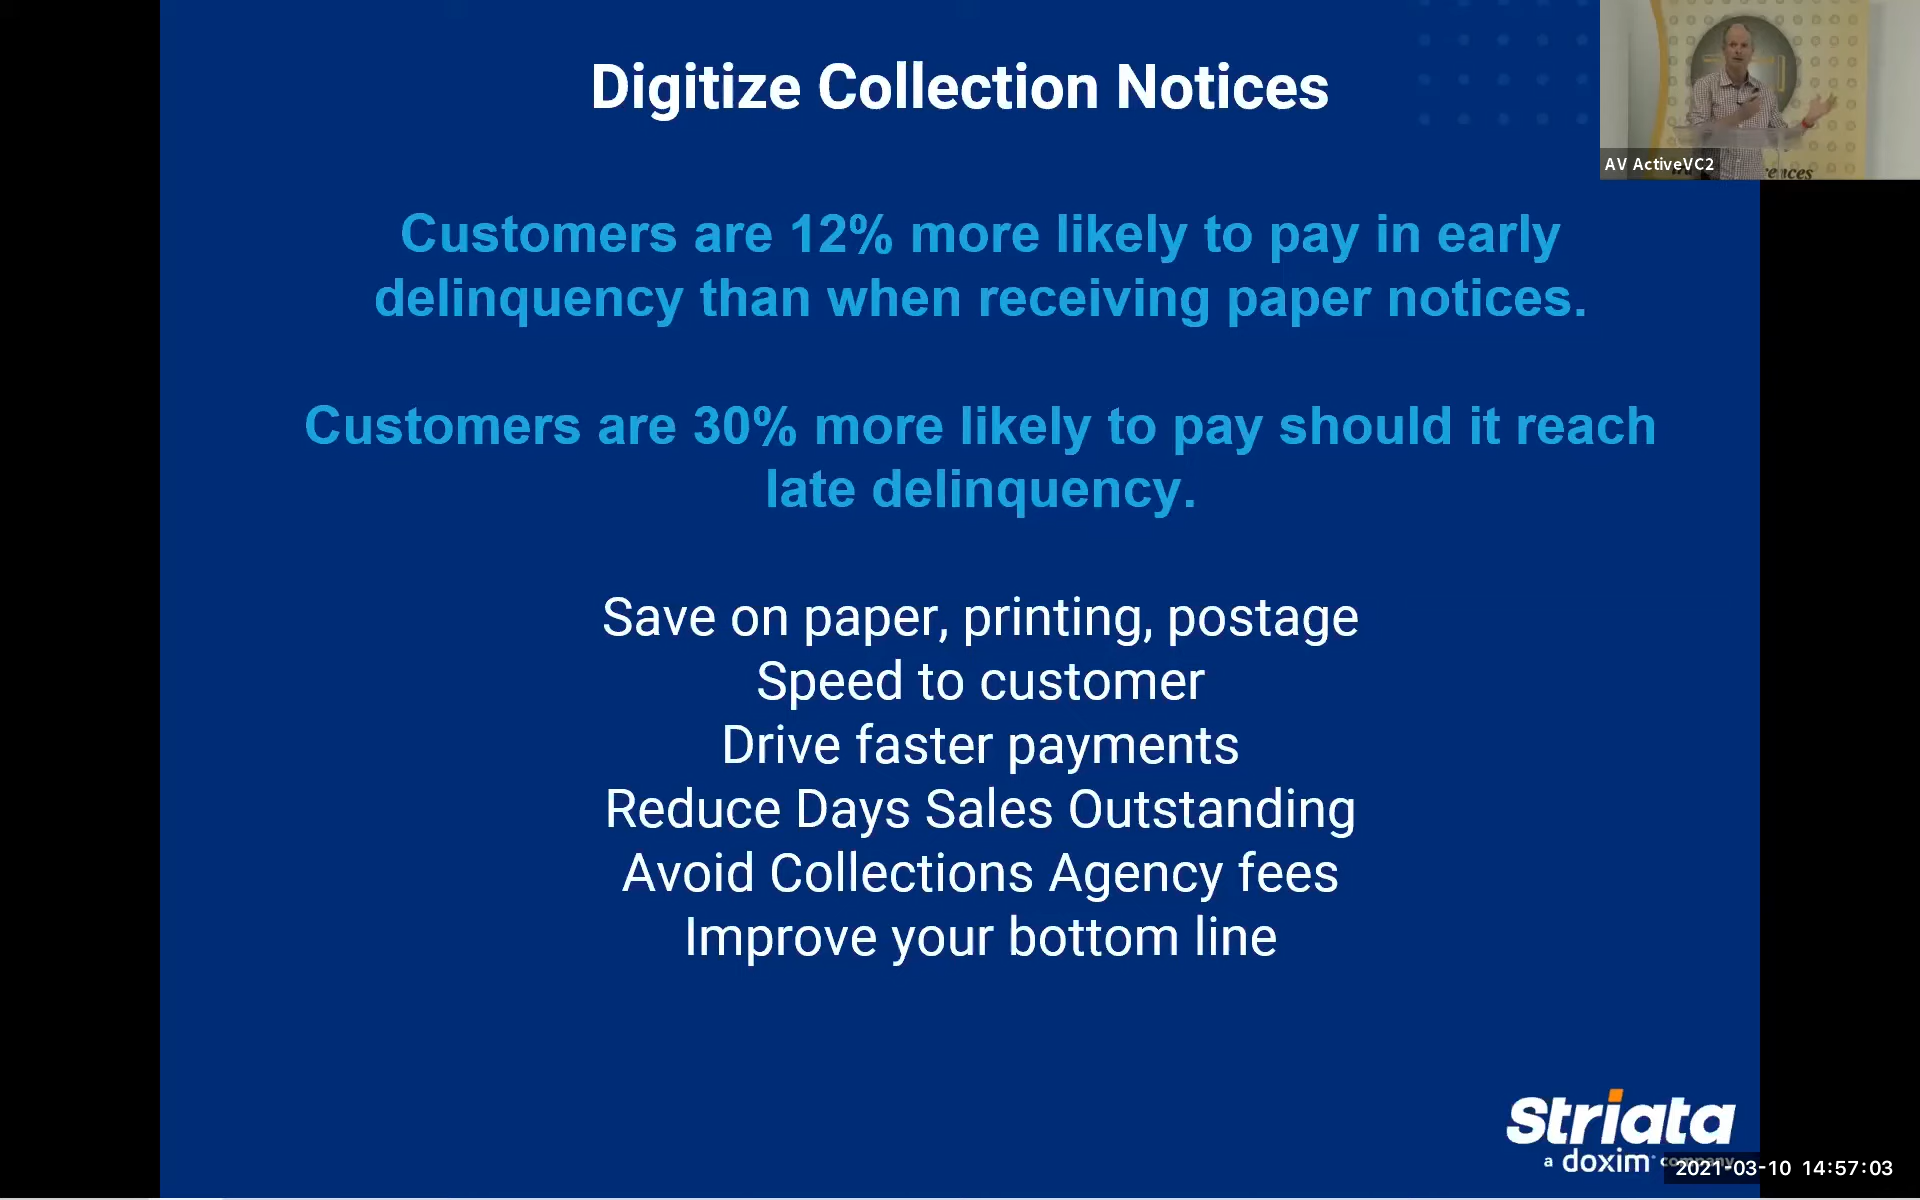 Digitize Collection Notices
AV ActiveVC2
Customers are 12% more likely to pay in early
delinquency than when receiving paper notices.
Customers are 30% more likely to pay should it reach
late delinquency.
Save on paper, printing, postage
Speed to customer
Drive faster payments
Reduce Days Sales Outstanding
Avoid Collections Agency fees
Improve your bottom line
Striata
a doxim company
2021-03-10 14:57:03